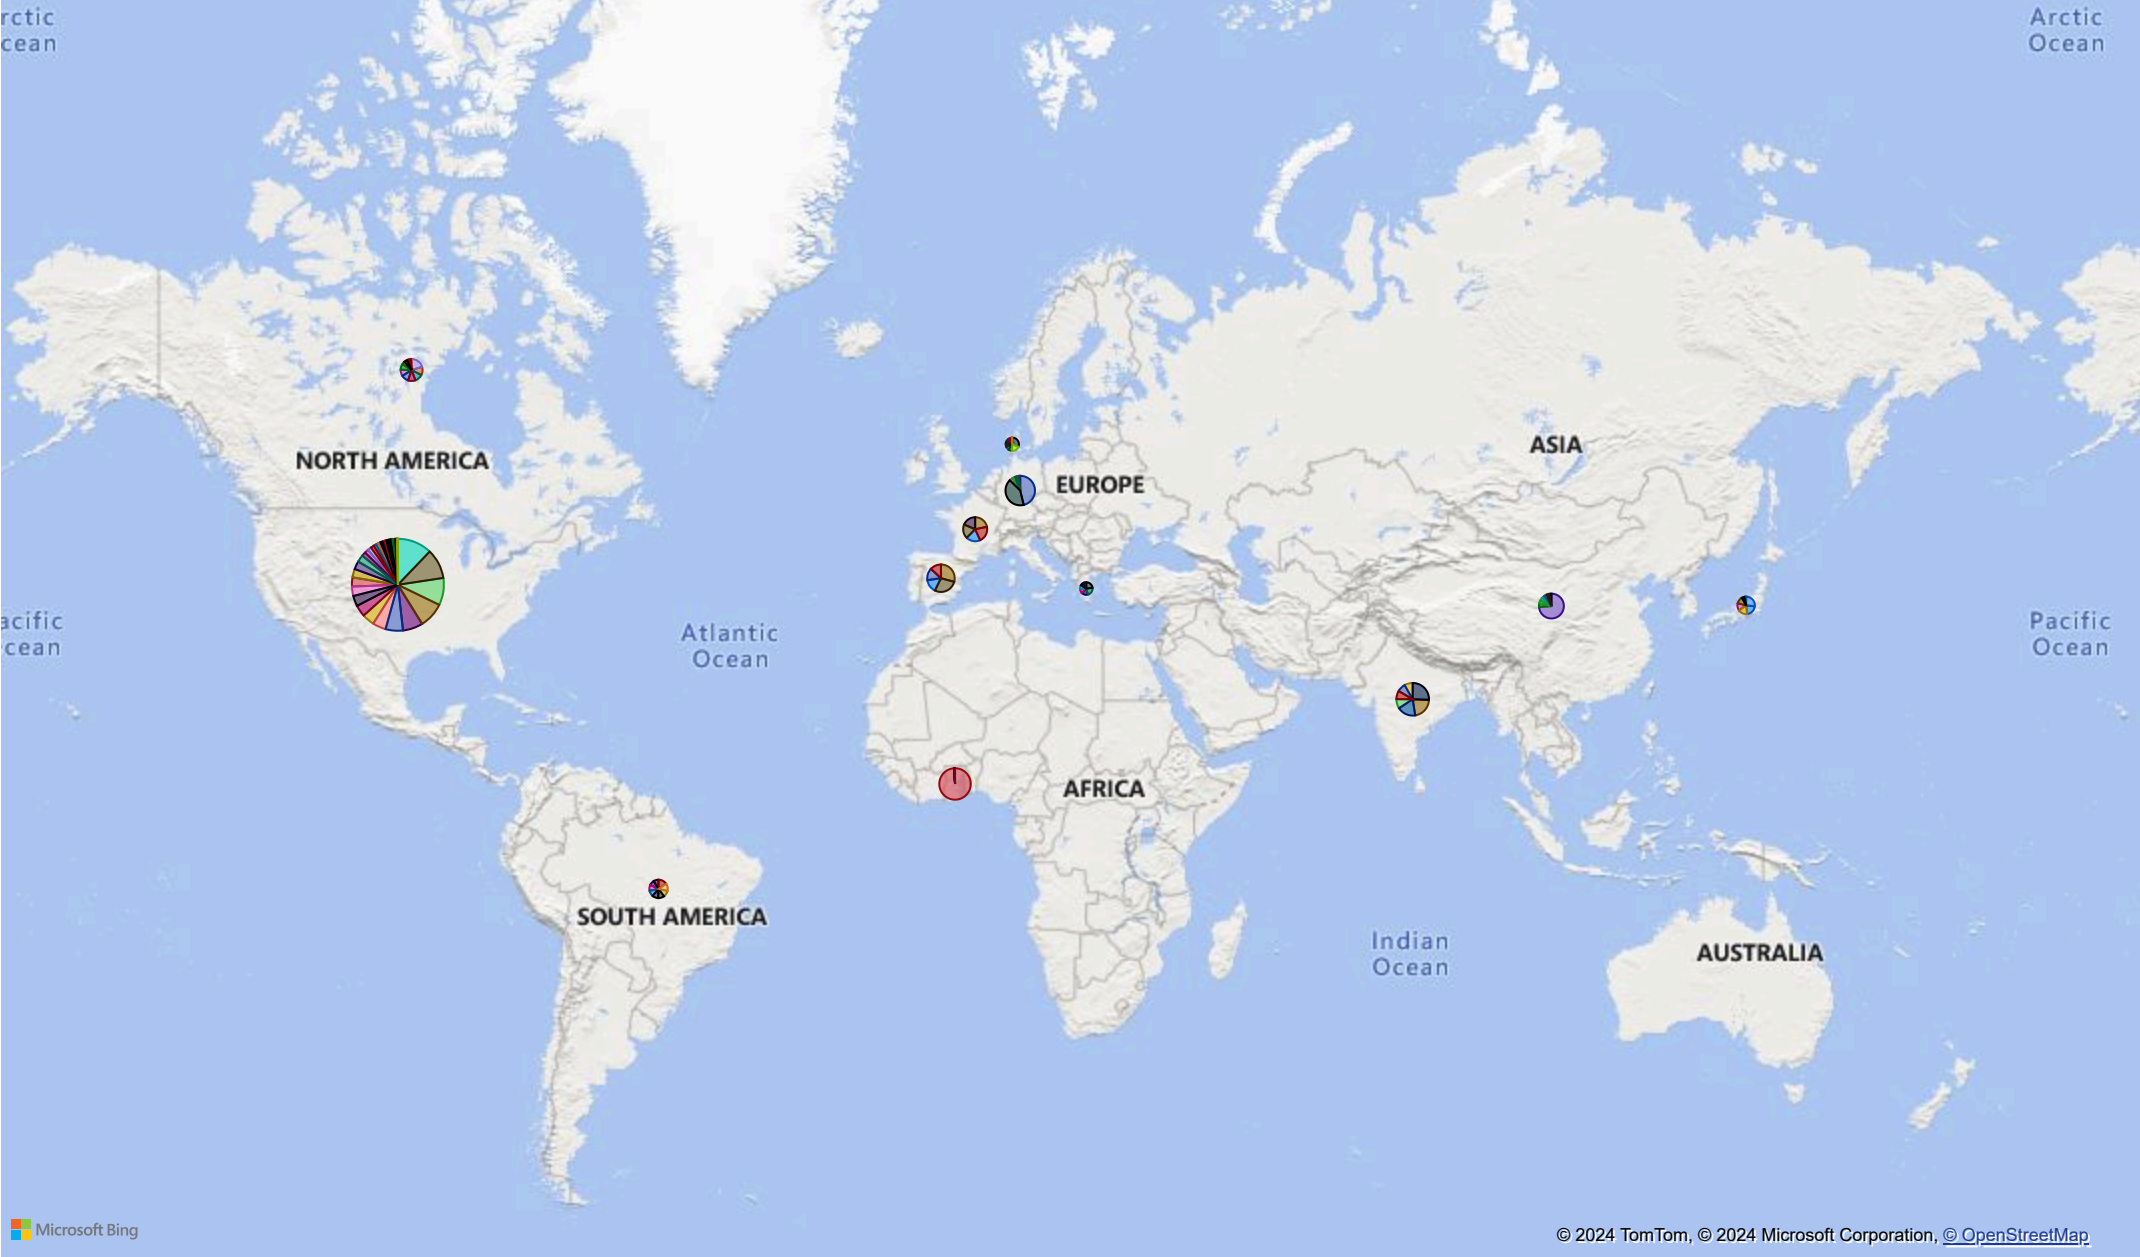 rctic
cean
Arctic
Ocean
NORTH AMERICA
ASIA
EUROPE
acific
cean
Atlantic
Ocean
Pacific
Ocean
AFRICA
SOUTH AMERICA
Indian
Ocean
AUSTRALIA
Microsoft Bing
© 2024 TomTom, © 2024 Microsoft Corporation, © OpenStreetMap